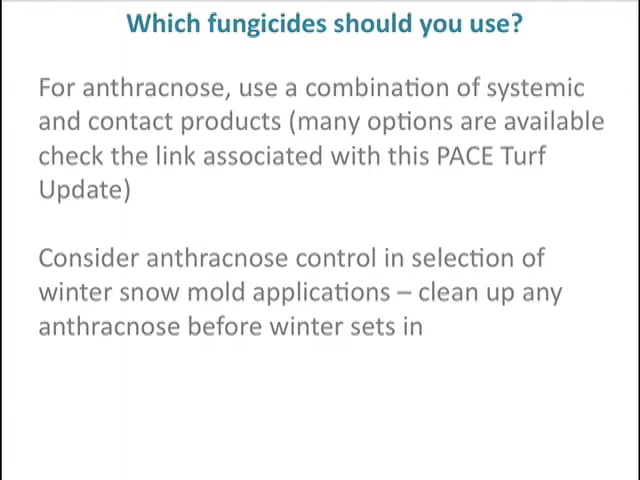 Which fungicides should you use?
For anthracnose, use a combination of systemic
and contact products (many options are available
check the link associated with this PACE Turf
Update)
Consider anthracnose control in selection of
winter snow mold applications – clean up any
anthracnose before winter sets in